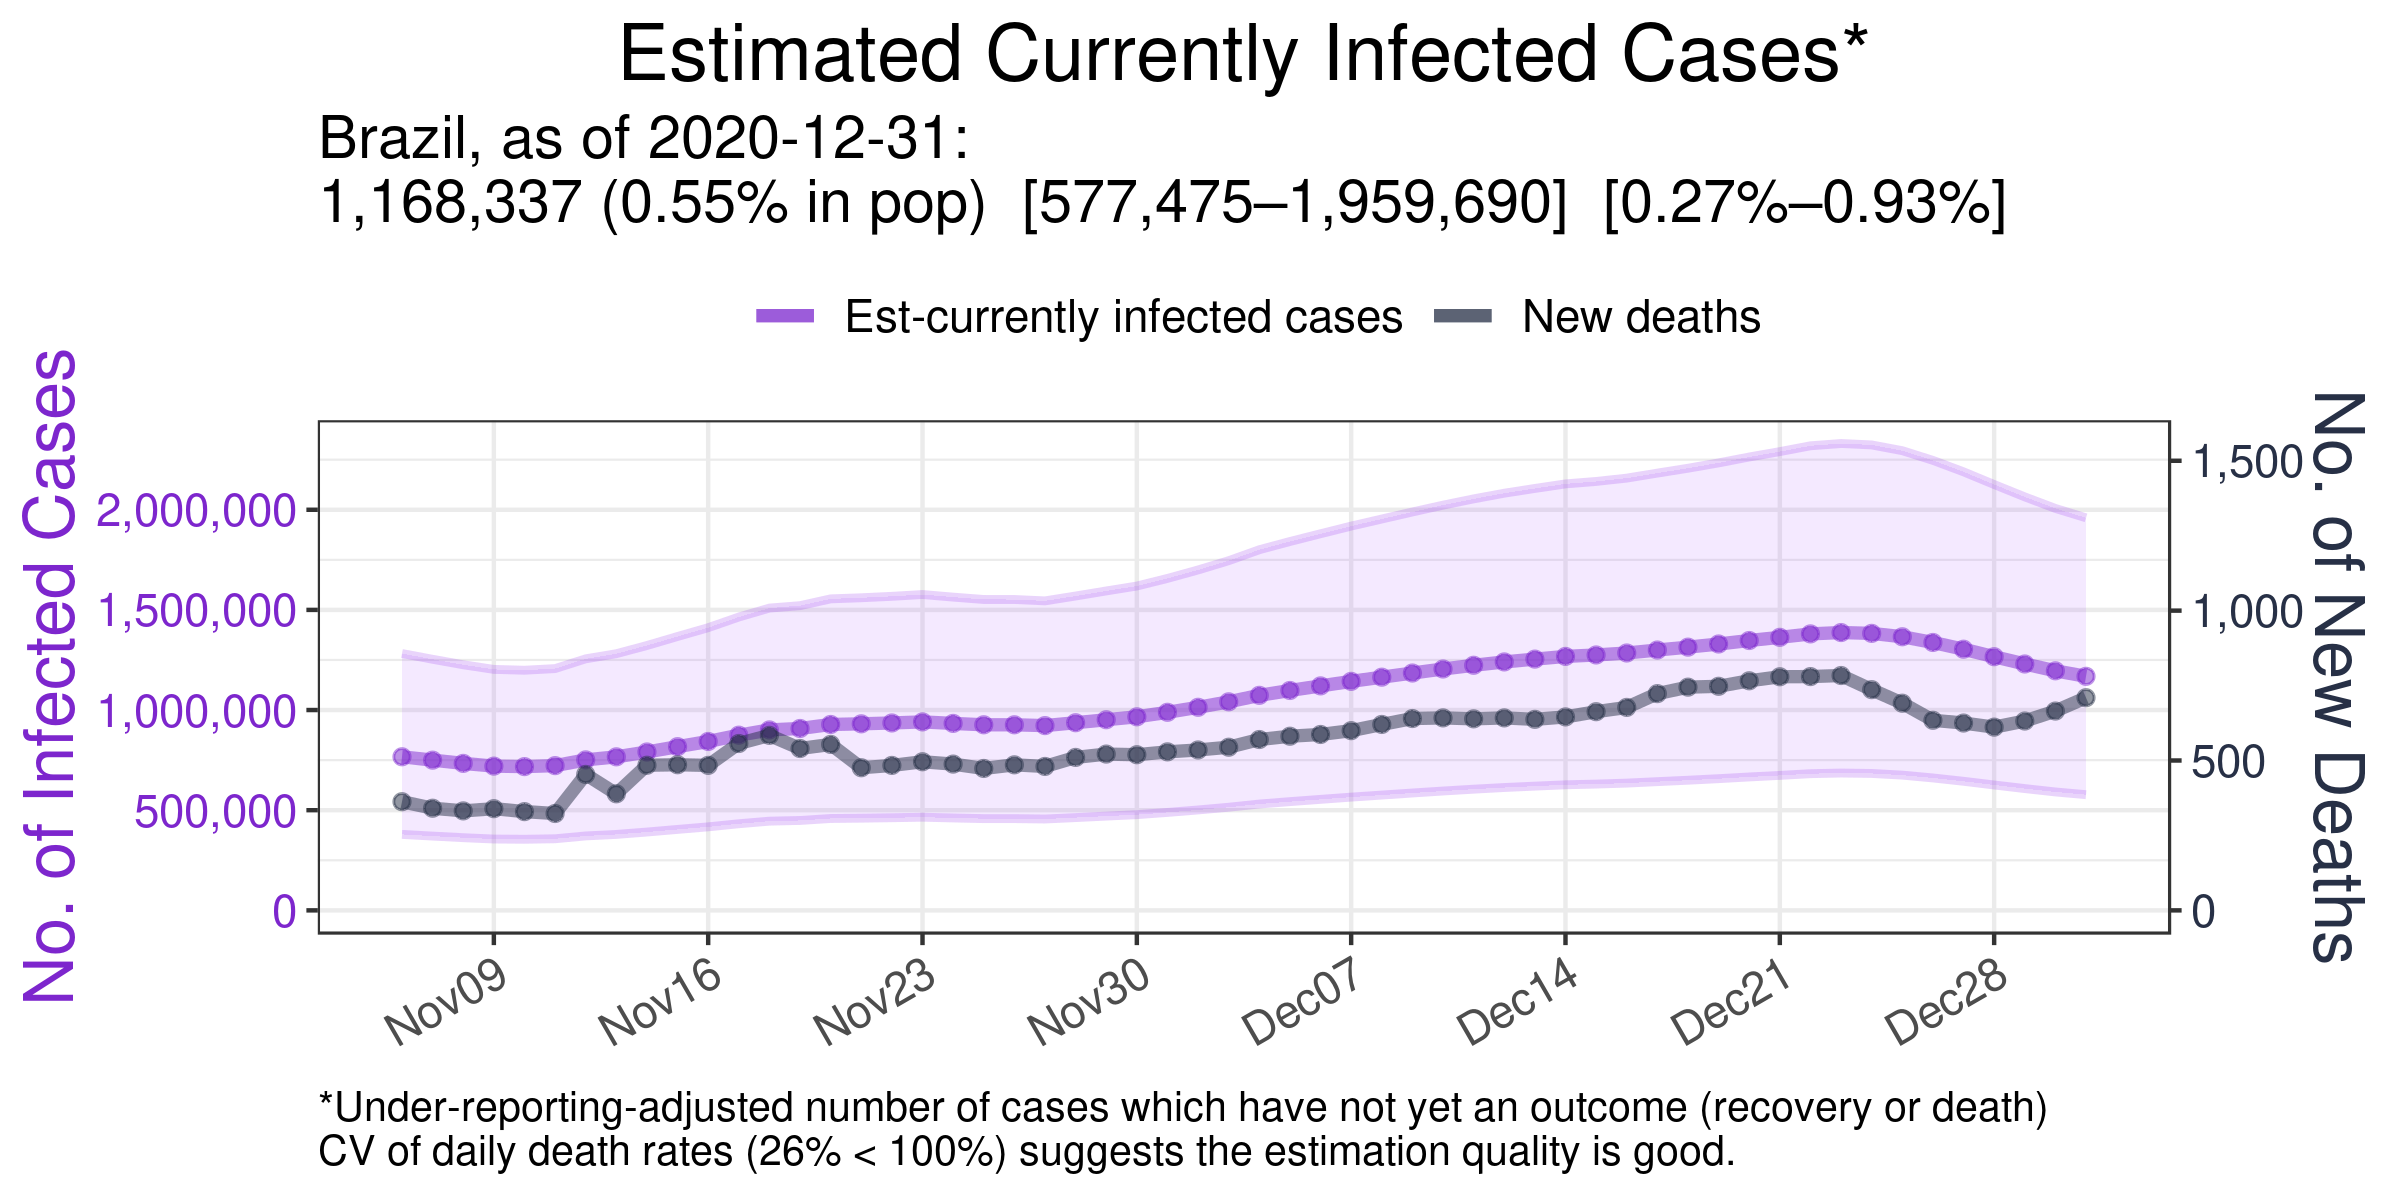 Estimated Currently Infected Cases*
Brazil, as of 2020-12-31:
1,168,337 (0.55% in pop)  [577,475–1,959,690]  [0.27%–0.93%]
Est-currently infected cases
New deaths
No. of Infected Cases
2,000,000
1,500,000
1,000,000
500,000
0
1,500
1,000
500
0
No. of New Deaths
Nov09
Nov16
Nov23
Nov30
Dec07
Dec14
Dec21
Dec28
*Under-reporting-adjusted number of cases which have not yet an outcome (recovery or death)
CV of daily death rates (26% < 100%) suggests the estimation quality is good.